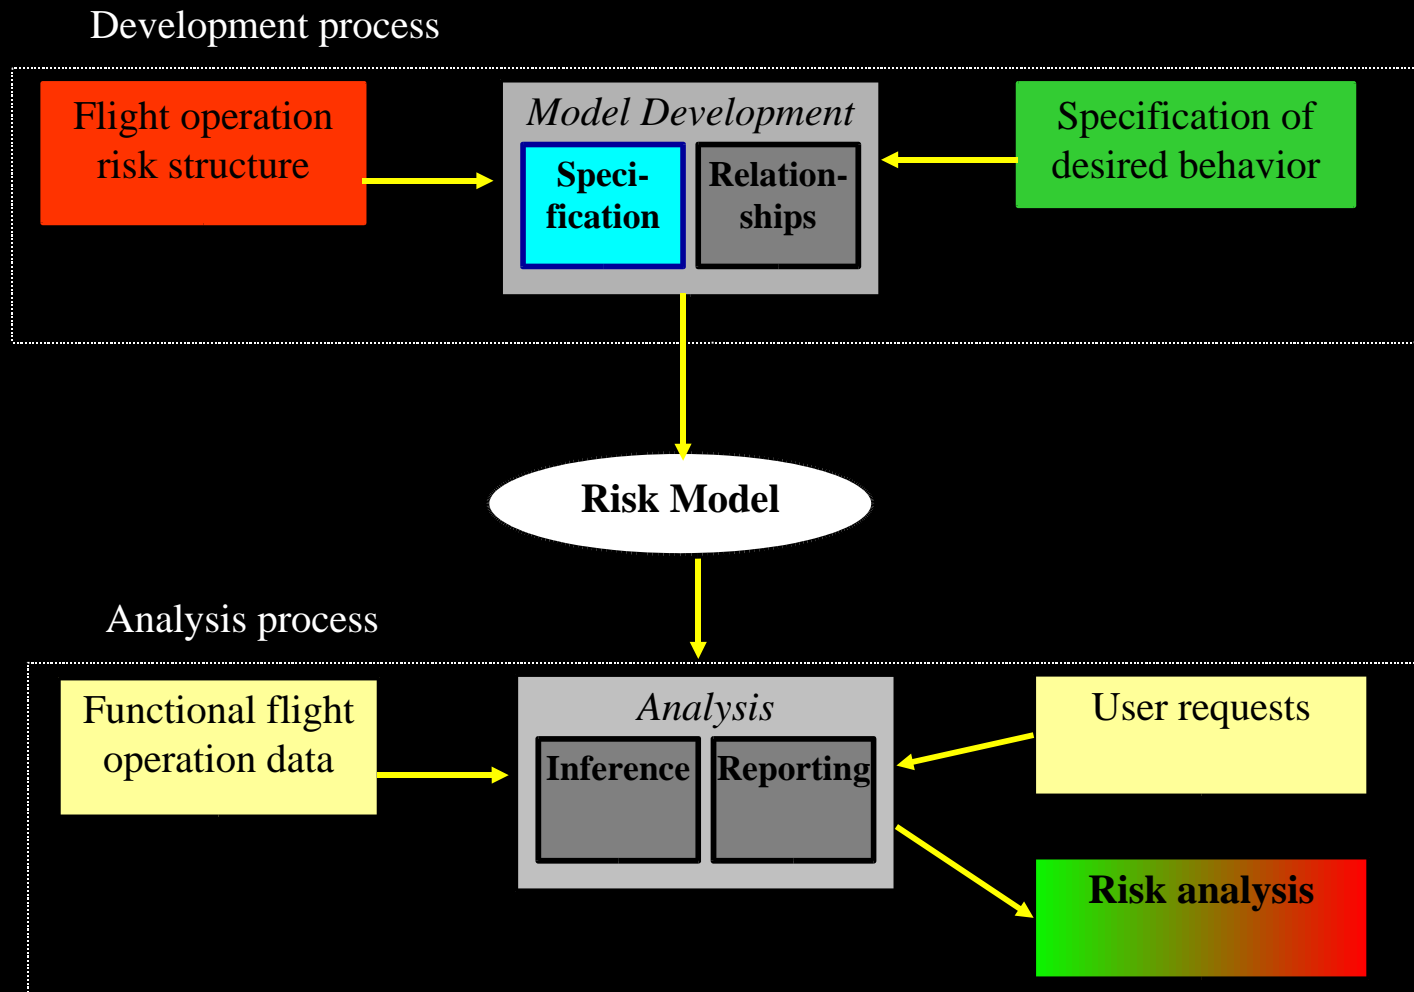 Development process
Flight operation
risk structure
Model Development
Speci-
fication
Relation-
ships
Specification of
desired behavior
Risk Model
Analysis process
Functional flight
operation data
Analysis
Inference
Reporting
User requests
Risk analysis